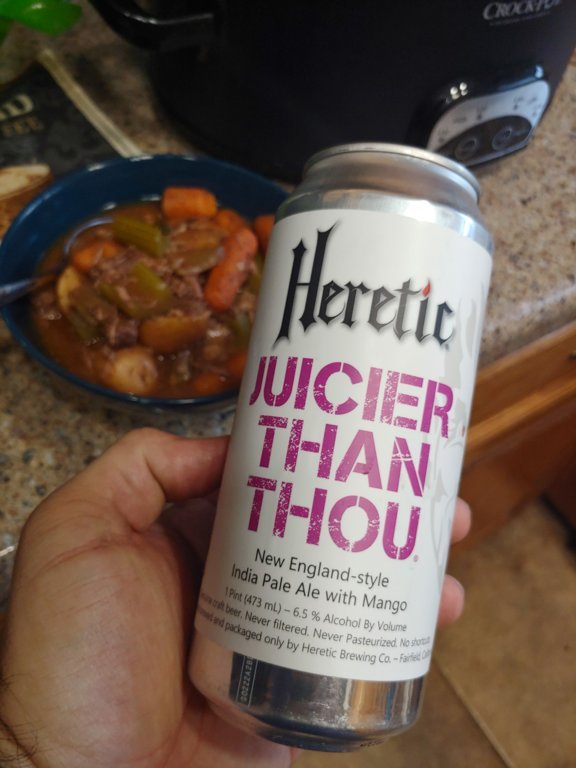 CROCK-POT
Heretic
JUICIER
THAN
THOU
New England-style
India Pale Ale with Mango
1 Pint (473 mL) – 6.5 % Alcohol By Volume
craft beer. Never filtered. Never Pasteurized. No
and packaged only by Heretic Brewing Co. – Fairfield,